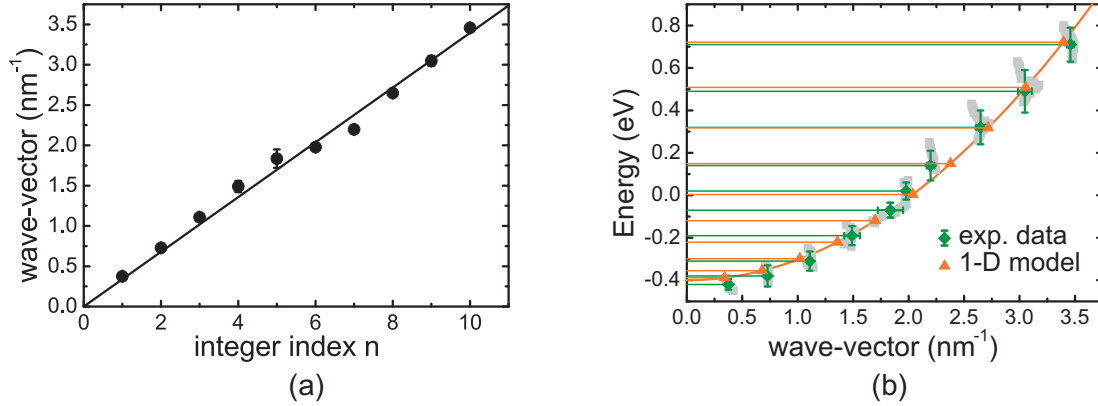 3.5
3.0
2.5
2.0
1.5
1.0
0.5
0.0
wave-vector (nm⁻¹)
0 2 4 6 8 10
integer index n
(a)
0.8
0.6
0.4
0.2
0.0
-0.2
-0.4
Energy (eV)
exp. data
1-D model
0.0 0.5 1.0 1.5 2.0 2.5 3.0 3.5
wave-vector (nm⁻¹)
(b)